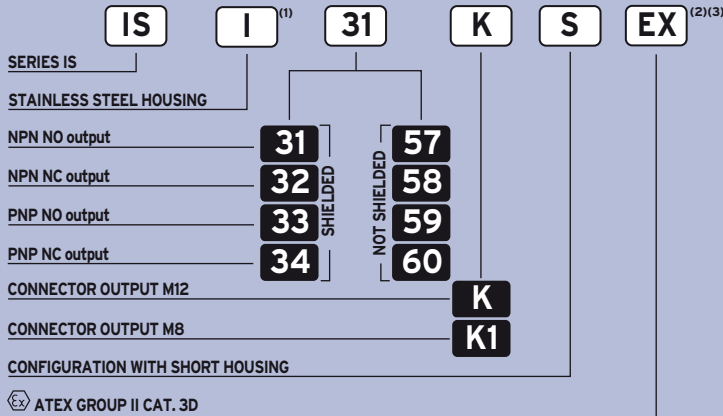 IS I (1) 31 K S EX (2)(3)
SERIES IS
STAINLESS STEEL HOUSING
NPN NO output 31 57
NPN NC output 32 58
PNP NO output 33 59
PNP NC output 34 60
SHIELDED
NOT SHIELDED
CONNECTOR OUTPUT M12 K
CONNECTOR OUTPUT M8 K1
CONFIGURATION WITH SHORT HOUSING
Ex ATEX GROUP II CAT. 3D